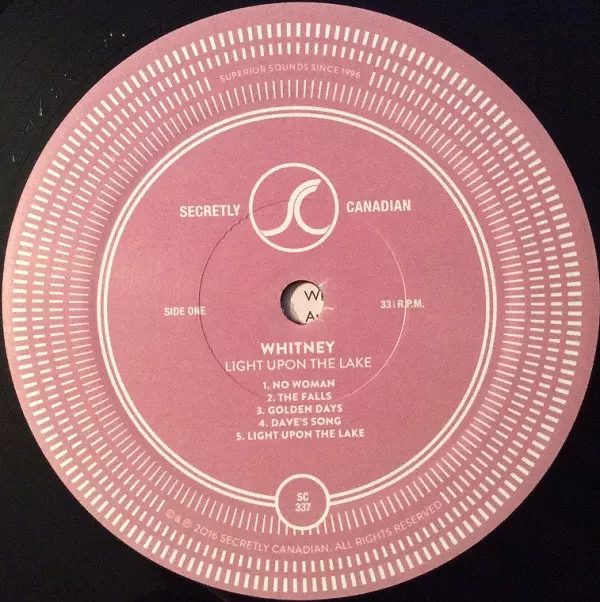 SUPERIOR SOUNDS SINCE 1996
SECRETLY SC CANADIAN
SIDE ONE
33⅓ R.P.M.
WHITNEY
LIGHT UPON THE LAKE
1. NO WOMAN
2. THE FALLS
3. GOLDEN DAYS
4. DAVE'S SONG
5. LIGHT UPON THE LAKE
SC
337
© & ℗ 2016 SECRETLY CANADIAN. ALL RIGHTS RESERVED